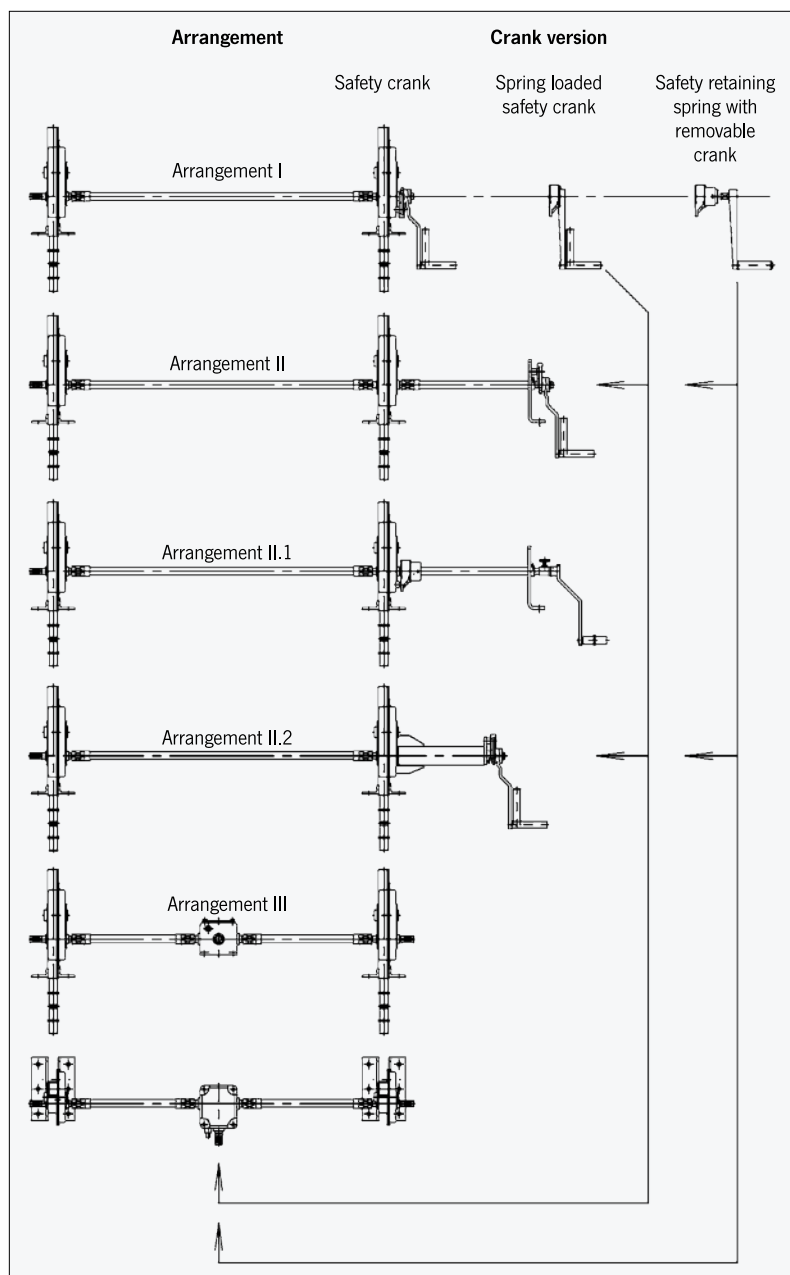 Arrangement
Crank version
Safety crank
Spring loaded
safety crank
Safety retaining
spring with
removable
crank
Arrangement I
Arrangement II
Arrangement II.1
Arrangement II.2
Arrangement III